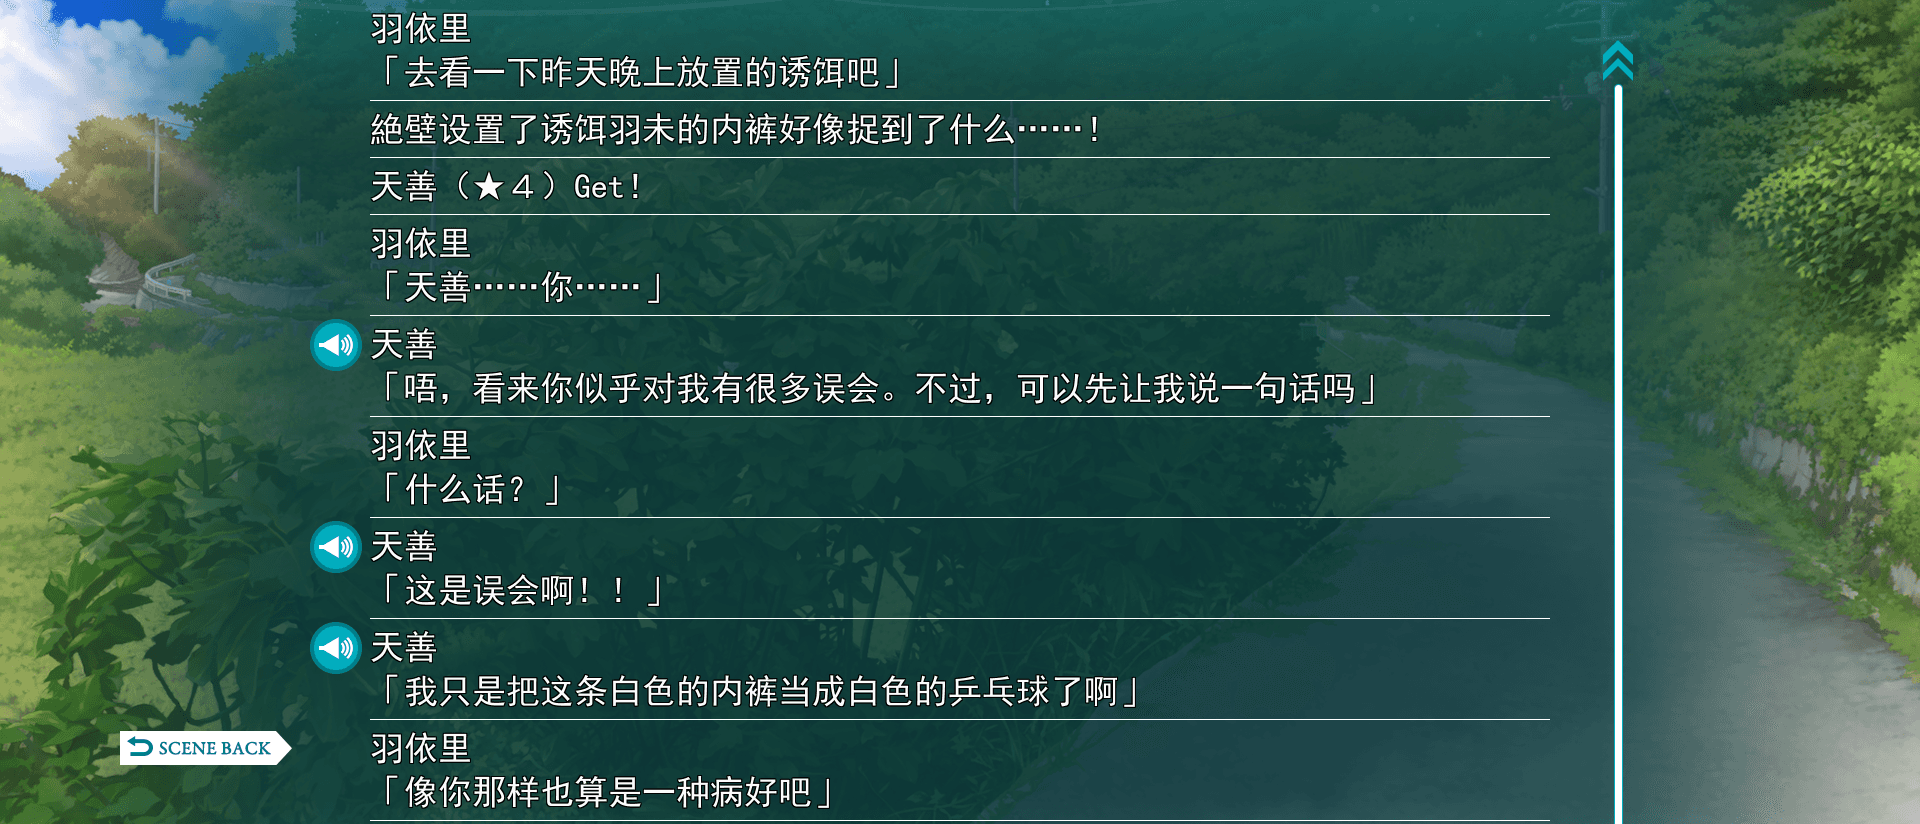 羽依里
「去看一下昨天晚上放置的诱饵吧」
絶壁设置了诱饵羽未的内裤好像捉到了什么……！
天善（★４）Get！
羽依里
「天善……你……」
天善
「唔，看来你似乎对我有很多误会。不过，可以先让我说一句话吗」
羽依里
「什么话？」
天善
「这是误会啊！！」
天善
「我只是把这条白色的内裤当成白色的乒乓球了啊」
SCENE BACK
羽依里
「像你那样也算是一种病好吧」